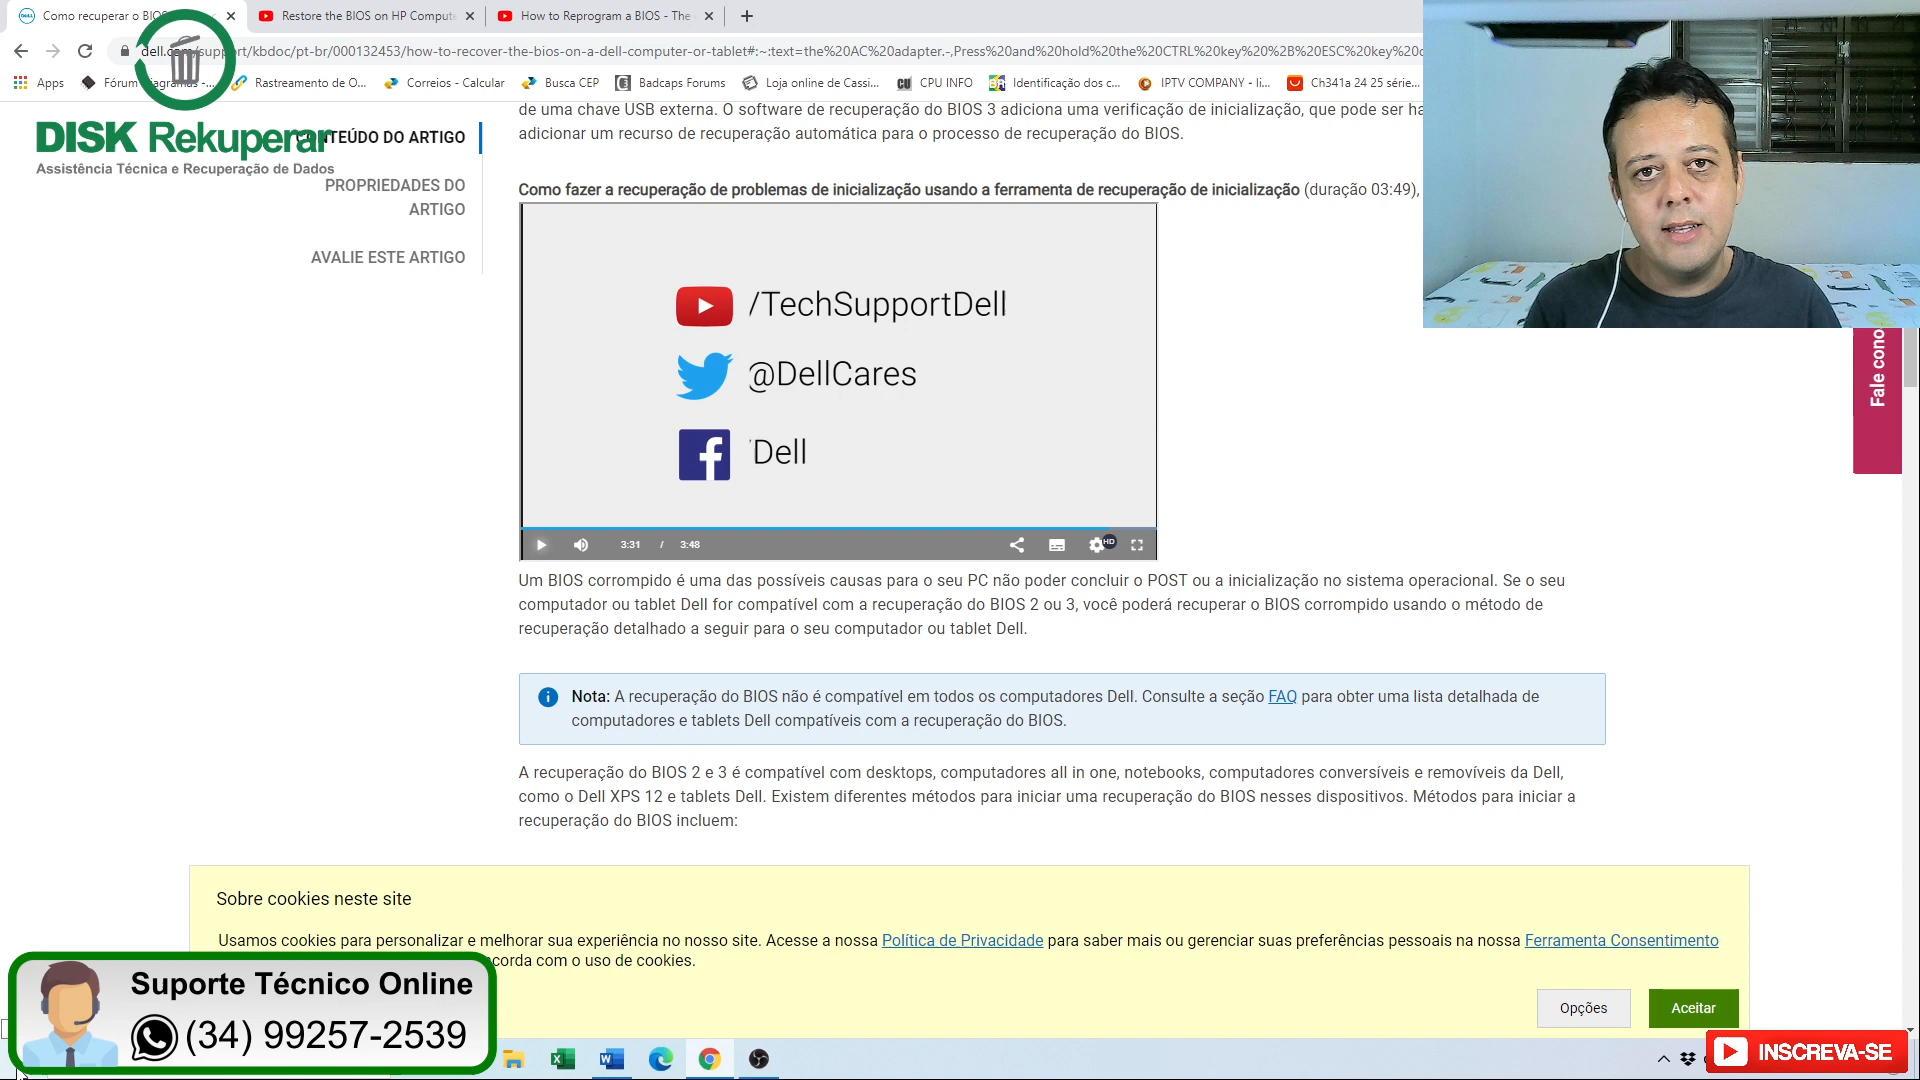 Como recuperar o BIOS
Restore the BIOS on HP Comput
How to Reprogram a BIOS - The
dell.com/support/kbdoc/pt-br/000132453/how-to-recover-the-bios-on-a-dell-computer-or-tablet#:~:text=the%20AC%20adapter.-,Press%20and%20hold%20the%20CTRL%20key%20%2B%20ESC%20key%20
Apps
Fórum diagramas -...
Rastreamento de O...
Correios - Calcular
Busca CEP
Badcaps Forums
Loja online de Cassi...
CPU INFO
Identificação dos c...
IPTV COMPANY - li...
Ch341a 24 25 série...
DISK Rekuperar
Assistência Técnica e Recuperação de Dados
CONTEÚDO DO ARTIGO
PROPRIEDADES DO
ARTIGO
AVALIE ESTE ARTIGO
de uma chave USB externa. O software de recuperação do BIOS 3 adiciona uma verificação de inicialização, que pode ser ha
adicionar um recurso de recuperação automática para o processo de recuperação do BIOS.
Como fazer a recuperação de problemas de inicialização usando a ferramenta de recuperação de inicialização (duração 03:49),
/TechSupportDell
@DellCares
/Dell
3:31 / 3:48
HD
Um BIOS corrompido é uma das possíveis causas para o seu PC não poder concluir o POST ou a inicialização no sistema operacional. Se o seu
computador ou tablet Dell for compatível com a recuperação do BIOS 2 ou 3, você poderá recuperar o BIOS corrompido usando o método de
recuperação detalhado a seguir para o seu computador ou tablet Dell.
Nota: A recuperação do BIOS não é compatível em todos os computadores Dell. Consulte a seção FAQ para obter uma lista detalhada de
computadores e tablets Dell compatíveis com a recuperação do BIOS.
A recuperação do BIOS 2 e 3 é compatível com desktops, computadores all in one, notebooks, computadores conversíveis e removíveis da Dell,
como o Dell XPS 12 e tablets Dell. Existem diferentes métodos para iniciar uma recuperação do BIOS nesses dispositivos. Métodos para iniciar a
recuperação do BIOS incluem:
Fale cono
Sobre cookies neste site
Usamos cookies para personalizar e melhorar sua experiência no nosso site. Acesse a nossa Política de Privacidade para saber mais ou gerenciar suas preferências pessoais na nossa Ferramenta Consentimento
corda com o uso de cookies.
Opções
Aceitar
Suporte Técnico Online
(34) 99257-2539
INSCREVA-SE